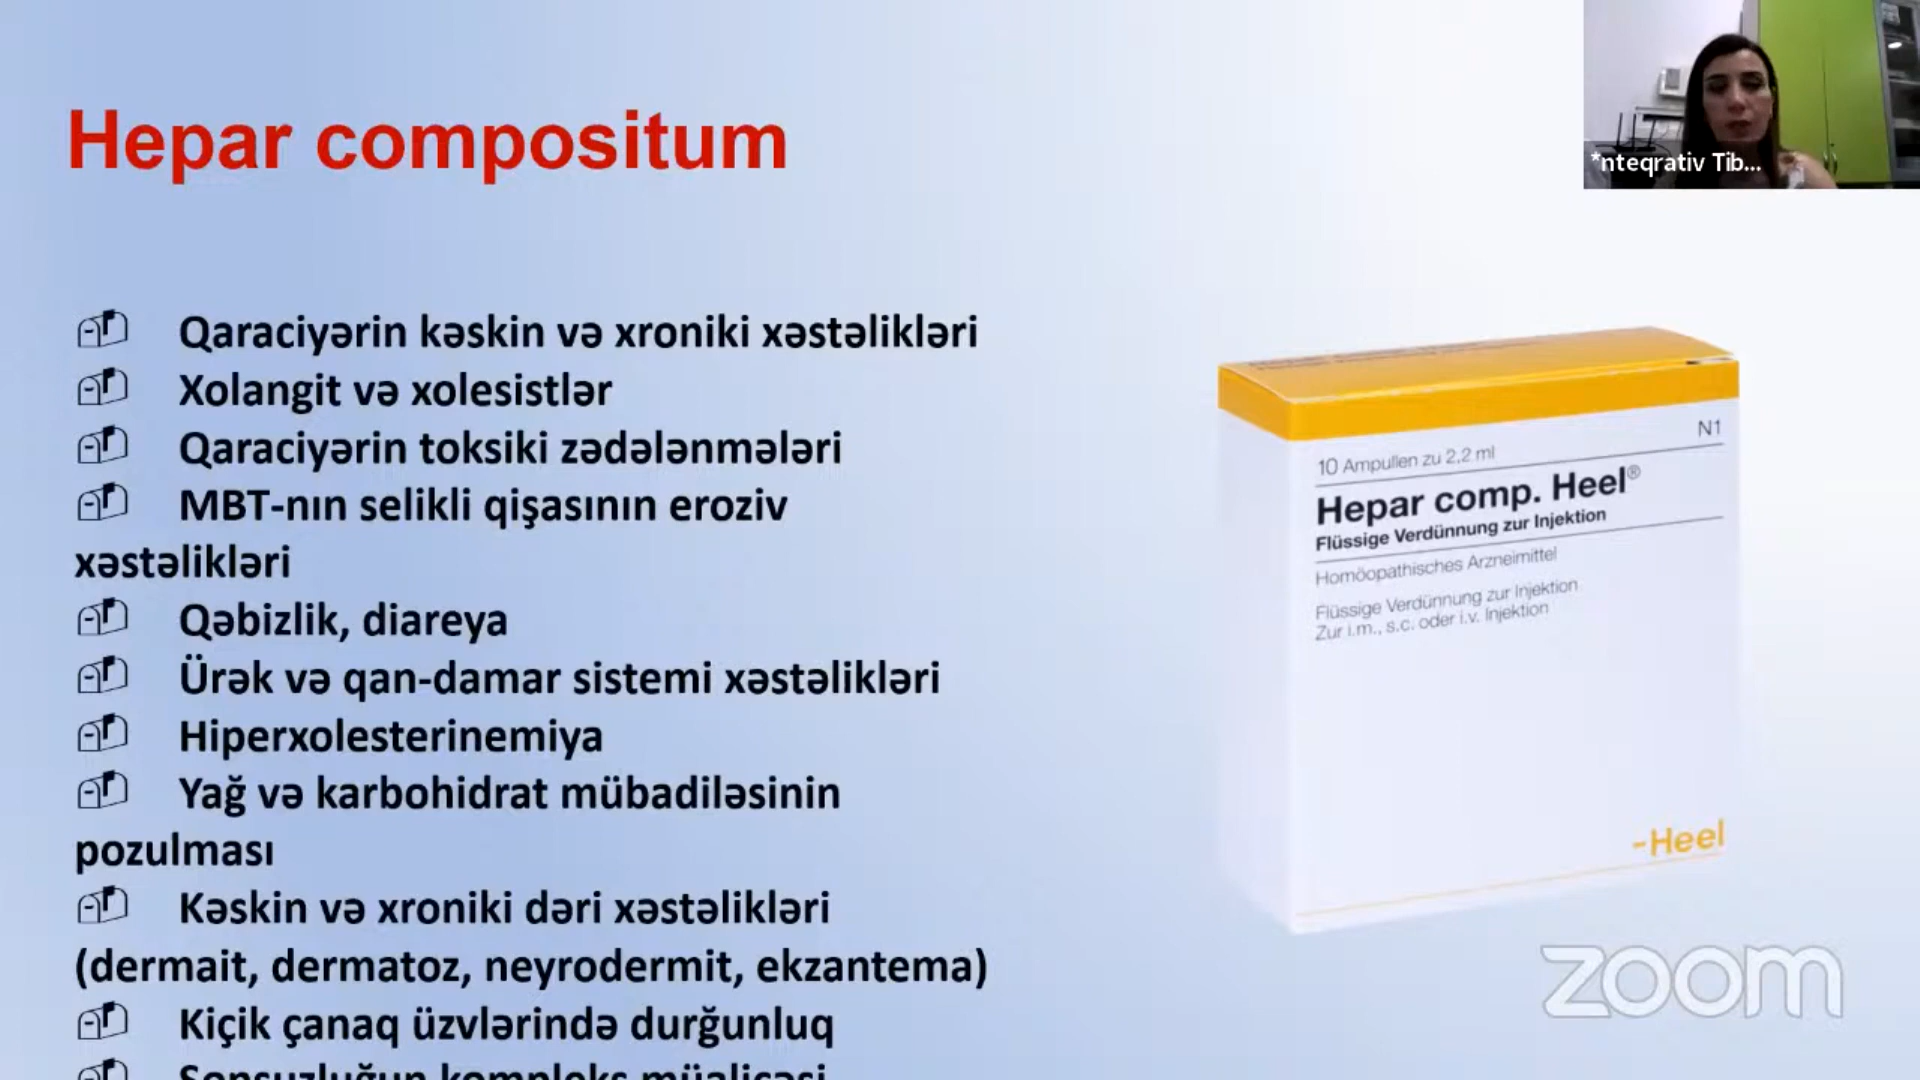 Hepar compositum
*nteqrativ Tib...
Qaraciyərin kəskin və xroniki xəstəlikləri
Xolangit və xolesistlər
Qaraciyərin toksiki zədələnmələri
MBT-nın selikli qişasının eroziv
xəstəlikləri
Qəbizlik, diareya
Ürək və qan-damar sistemi xəstəlikləri
Hiperxolesterinemiya
Yağ və karbohidrat mübadiləsinin
pozulması
Kəskin və xroniki dəri xəstəlikləri
(dermait, dermatoz, neyrodermit, ekzantema)
Kiçik çanaq üzvlərində durğunluq
Sonsuzluğun kompleks müalicəsi
N1
10 Ampullen zu 2,2 ml
Hepar comp. Heel®
Flüssige Verdünnung zur Injektion
Homöopathisches Arzneimittel
Flüssige Verdünnung zur Injektion
Zur i.m., s.c. oder i.v. Injektion
-Heel
zoom